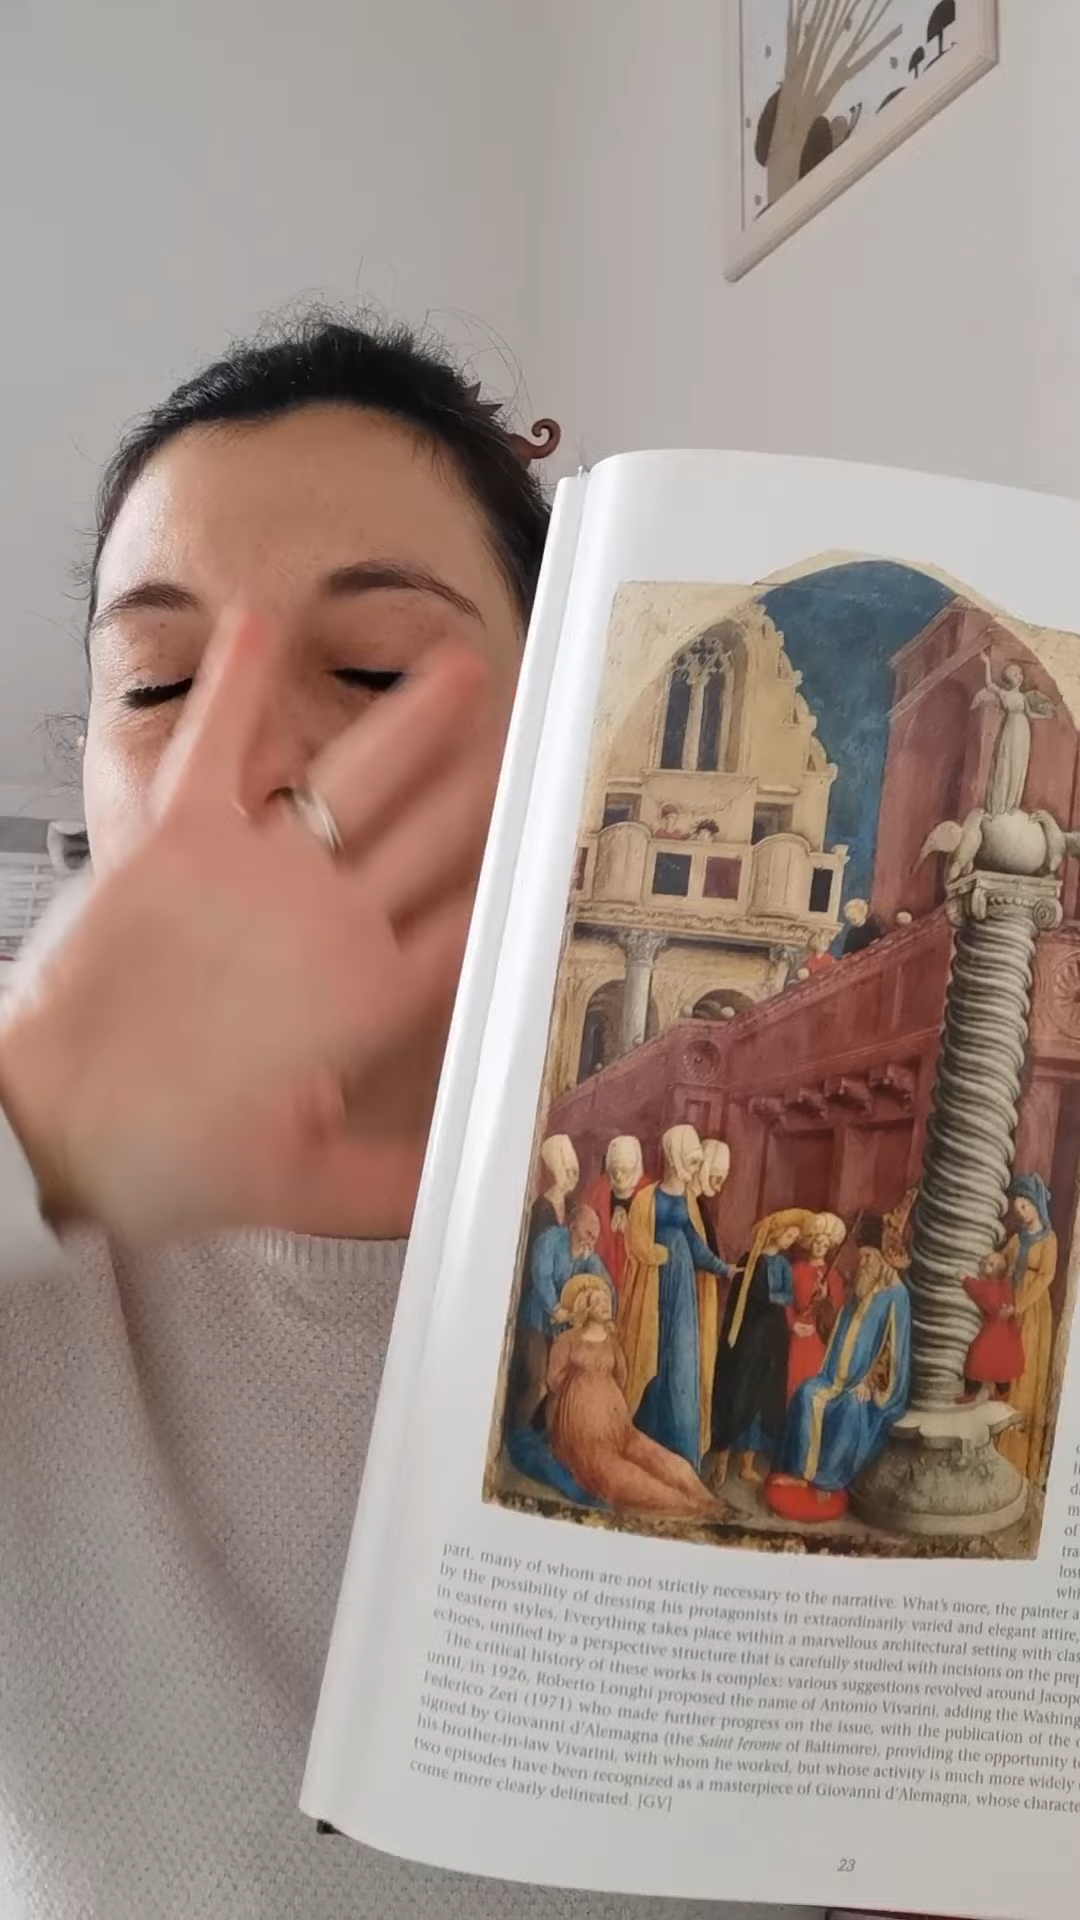 part, many of whom are not strictly necessary to the narrative. What's more, the painter a
by the possibility of dressing his protagonists in extraordinarily varied and elegant attire,
in eastern styles. Everything takes place within a marvellous architectural setting with clas
echoes, unified by a perspective structure that is carefully studied with incisions on the prep
The critical history of these works is complex: various suggestions revolved around Jacop
until, in 1926, Roberto Longhi proposed the name of Antonio Vivarini, adding the Washing
Federico Zeri (1971) who made further progress on the issue, with the publication of the
signed by Giovanni d'Alemagna (the Saint Jerome of Baltimore), providing the opportunity t
his brother-in-law Vivarini, with whom he worked, but whose activity is much more widely
two episodes have been recognized as a masterpiece of Giovanni d'Alemagna, whose characte
come more clearly delineated. [GV]
23